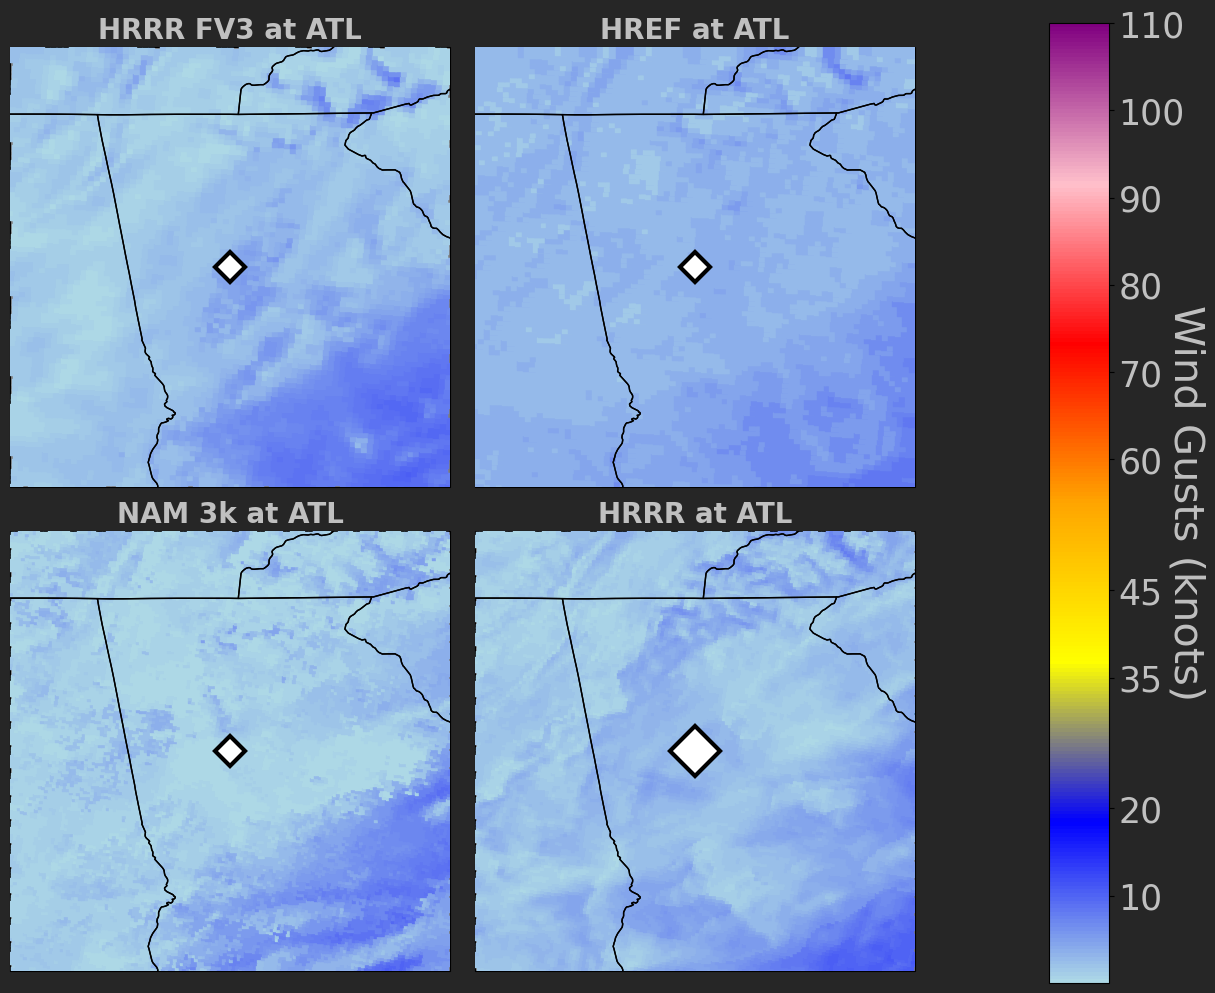 HRRR FV3 at ATL
HREF at ATL
NAM 3k at ATL
HRRR at ATL
110
100
90
80
70
60
45
35
20
10
Wind Gusts (knots)